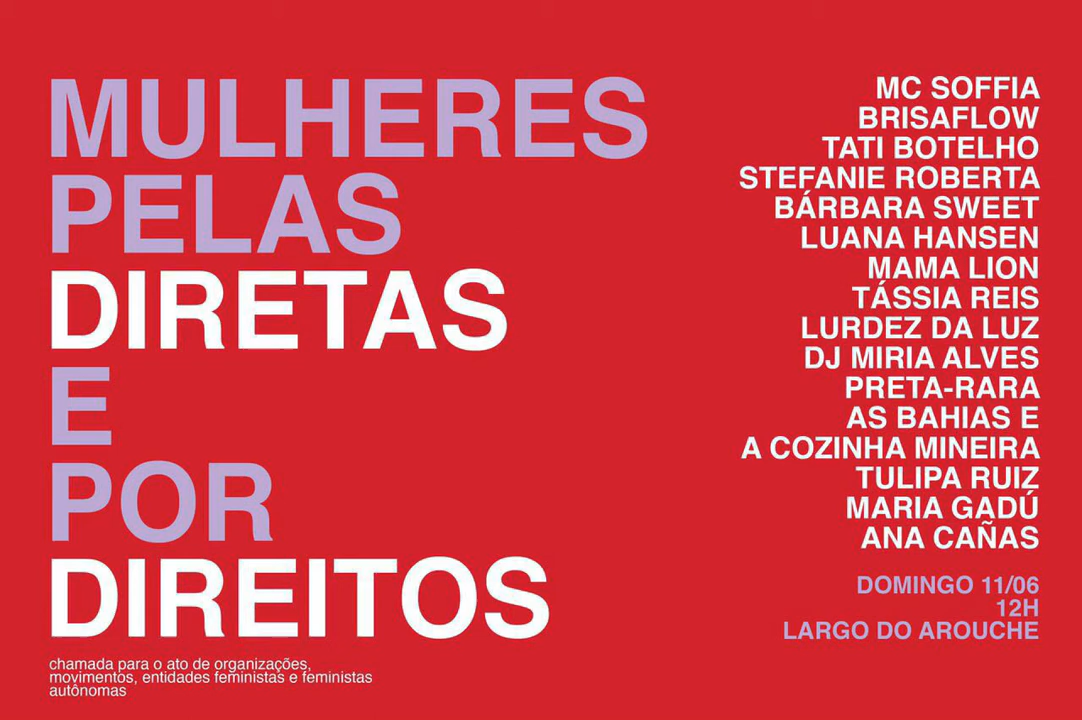 MULHERES
PELAS
DIRETAS
E
POR
DIREITOS
chamada para o ato de organizações,
movimentos, entidades feministas e feministas
autônomas
MC SOFFIA
BRISAFLOW
TATI BOTELHO
STEFANIE ROBERTA
BÁRBARA SWEET
LUANA HANSEN
MAMA LION
TÁSSIA REIS
LURDEZ DA LUZ
DJ MIRIA ALVES
PRETA-RARA
AS BAHIAS E
A COZINHA MINEIRA
TULIPA RUIZ
MARIA GADÚ
ANA CAÑAS
DOMINGO 11/06
12H
LARGO DO AROUCHE